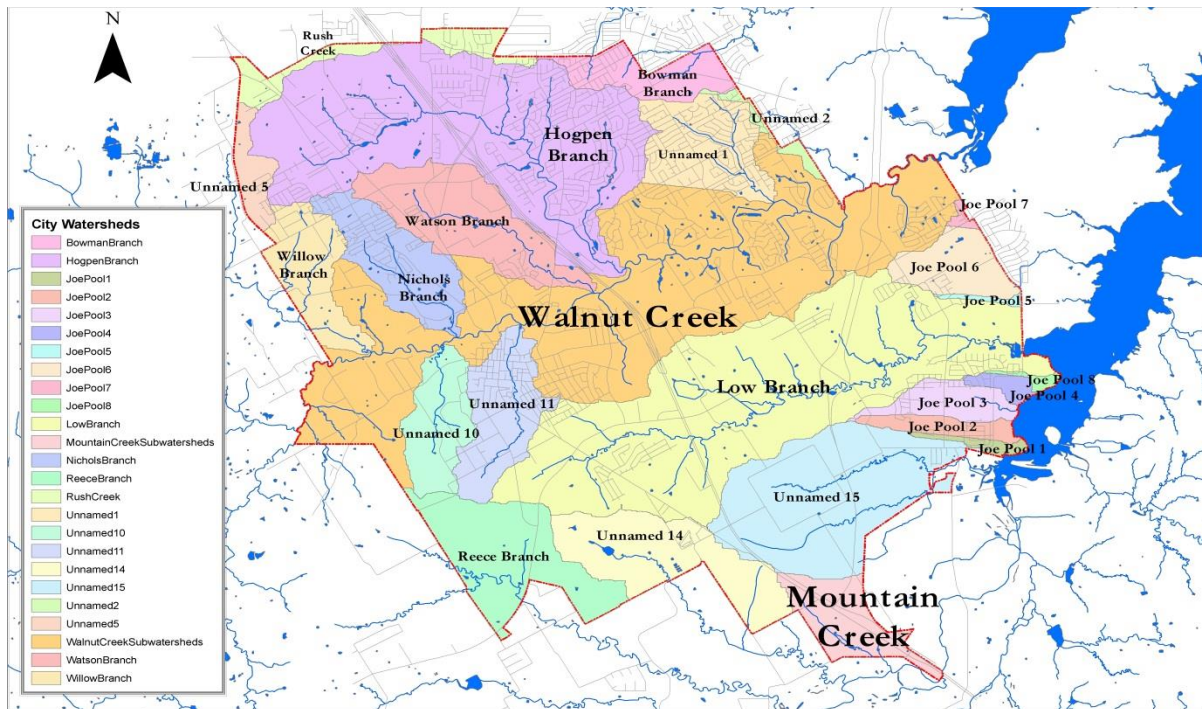 N
Rush
Creek
Bowman
Branch
Unnamed 2
Hogpen
Branch
Unnamed 1
Unnamed 5
Joe Pool 7
Watson Branch
Willow
Branch
Joe Pool 6
Nichols
Branch
Joe Pool 5
Walnut Creek
Low Branch
Joe Pool 8
Joe Pool 4
Joe Pool 3
Unnamed 11
Joe Pool 2
Unnamed 10
Joe Pool 1
Unnamed 15
Unnamed 14
Reece Branch
Mountain
Creek
City Watersheds
BowmanBranch
HogpenBranch
JoePool1
JoePool2
JoePool3
JoePool4
JoePool5
JoePool6
JoePool7
JoePool8
LowBranch
MountainCreekSubwatersheds
NicholsBranch
ReeceBranch
RushCreek
Unnamed1
Unnamed10
Unnamed11
Unnamed14
Unnamed15
Unnamed2
Unnamed5
WalnutCreekSubwatersheds
WatsonBranch
WillowBranch